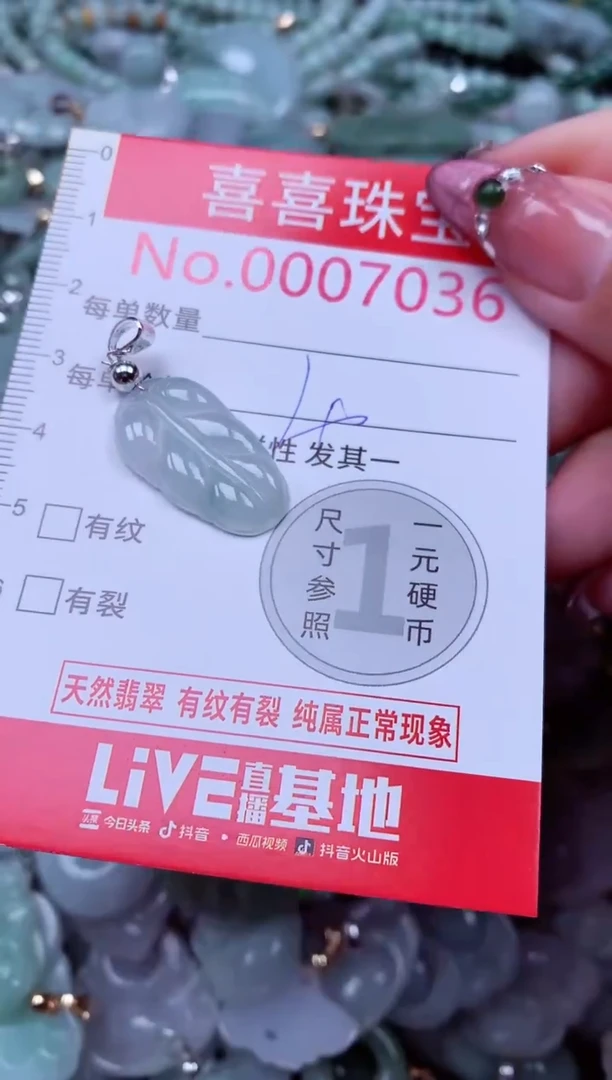 喜喜珠宝
No.0007036
每单数量
每单
性 发其一
0
1
2
3
4
5
有纹
有裂
尺寸参照
1
一元硬币
天然翡翠 有纹有裂 纯属正常现象
LiVE直播基地
头条 今日头条 抖音 西瓜视频 抖音火山版